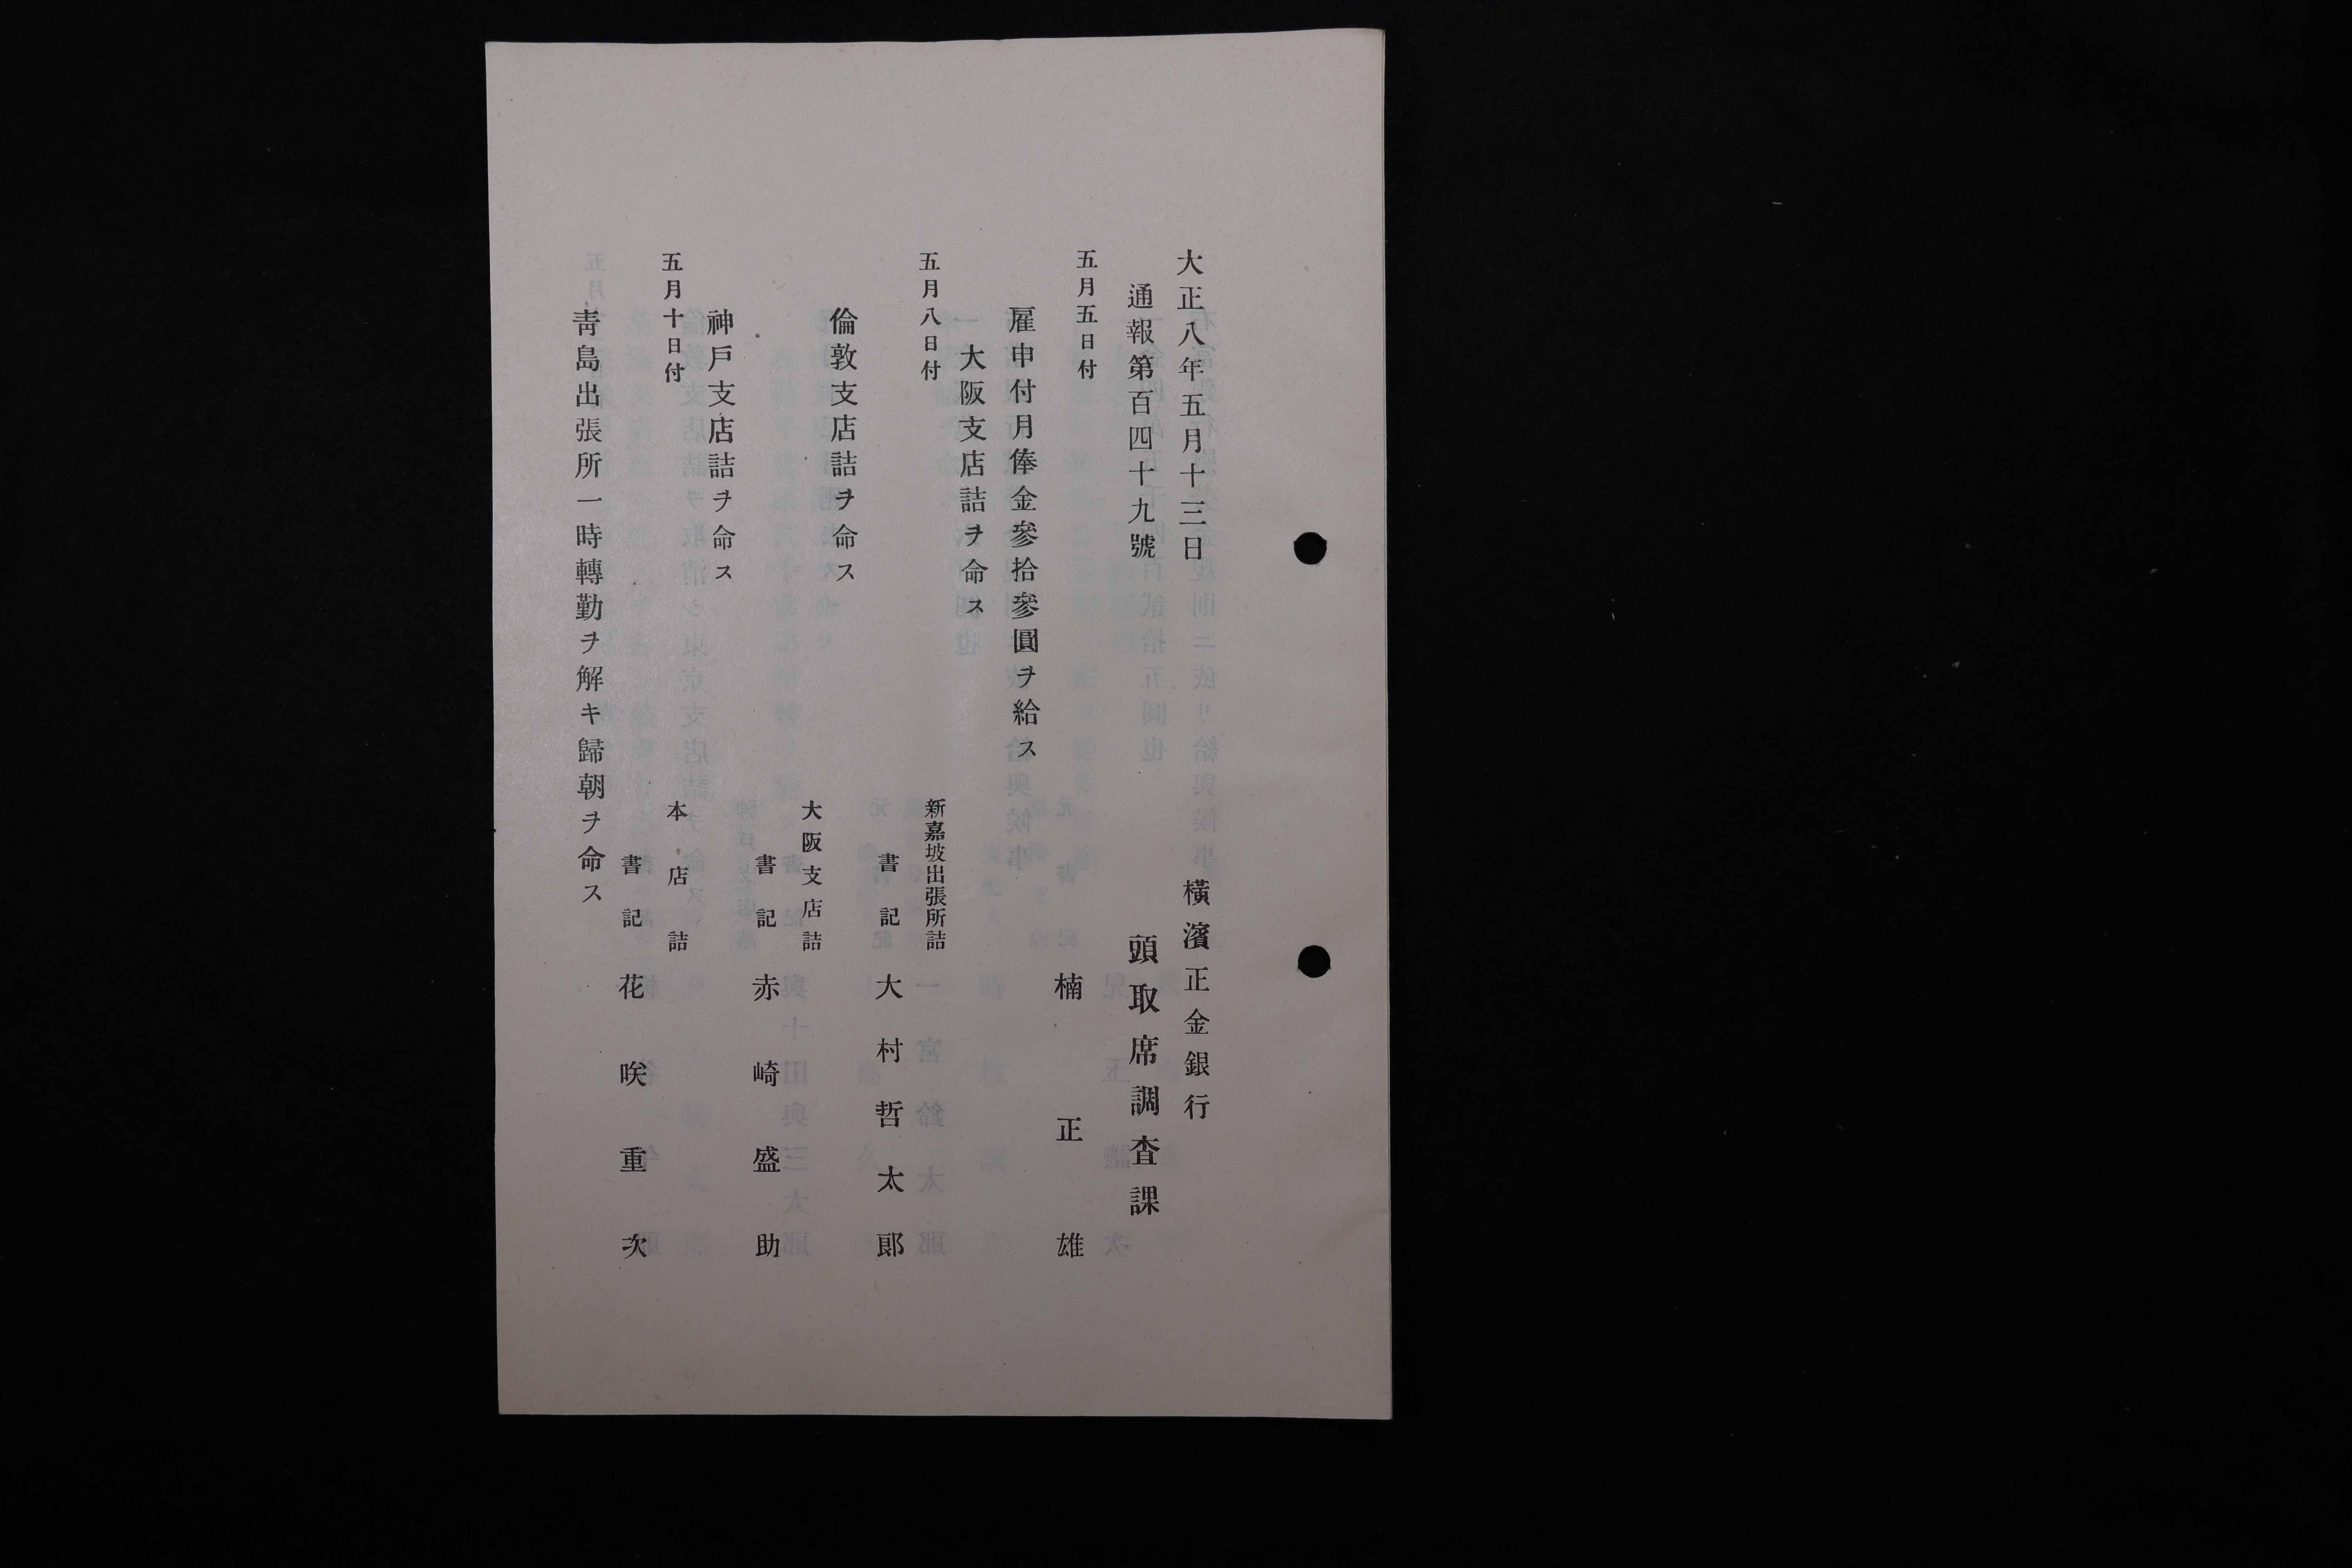 大正八年五月十三日
橫濱正金銀行
通報第百四十九號
頭取席調査課
五月五日付
楠正雄
雇申付月俸金參拾參圓ヲ給ス
大阪支店詰ヲ命ス
五月八日付
新嘉坡出張所詰
書記 大村哲太郎
倫敦支店詰ヲ命ス
大阪支店詰
書記 赤崎盛助
神戶支店詰ヲ命ス
五月十日付
本店詰
書記 花咲重次
靑島出張所一時轉勤ヲ解キ歸朝ヲ命ス